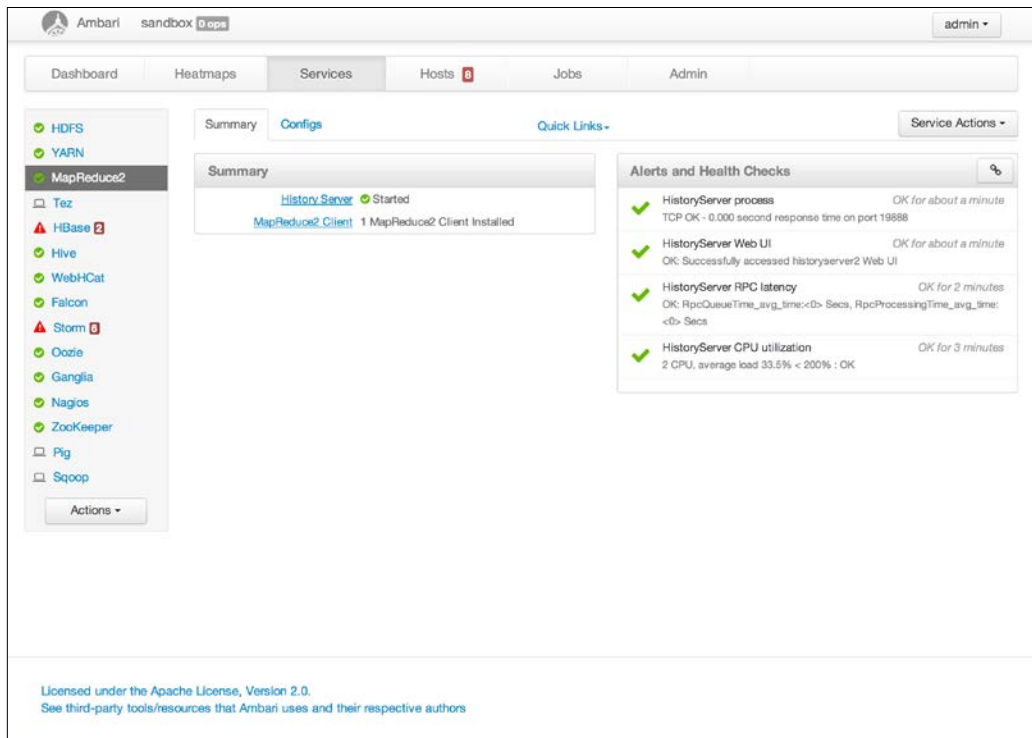 Ambari sandbox 0 ops admin
Dashboard Heatmaps Services Hosts 8 Jobs Admin
HDFS
YARN
MapReduce2
Tez
HBase 2
Hive
WebHCat
Falcon
Storm 6
Oozie
Ganglia
Nagios
ZooKeeper
Pig
Sqoop
Actions
Summary Configs Quick Links Service Actions
Summary
History Server Started
MapReduce2 Client 1 MapReduce2 Client Installed
Alerts and Health Checks
HistoryServer process OK for about a minute
TCP OK - 0.000 second response time on port 19888
HistoryServer Web UI OK for about a minute
OK: Successfully accessed historyserver2 Web UI
HistoryServer RPC latency OK for 2 minutes
OK: RpcQueueTime_avg_time:<0> Secs, RpcProcessingTime_avg_time:
<0> Secs
HistoryServer CPU utilization OK for 3 minutes
2 CPU, average load 33.5% < 200% : OK
Licensed under the Apache License, Version 2.0.
See third-party tools/resources that Ambari uses and their respective authors